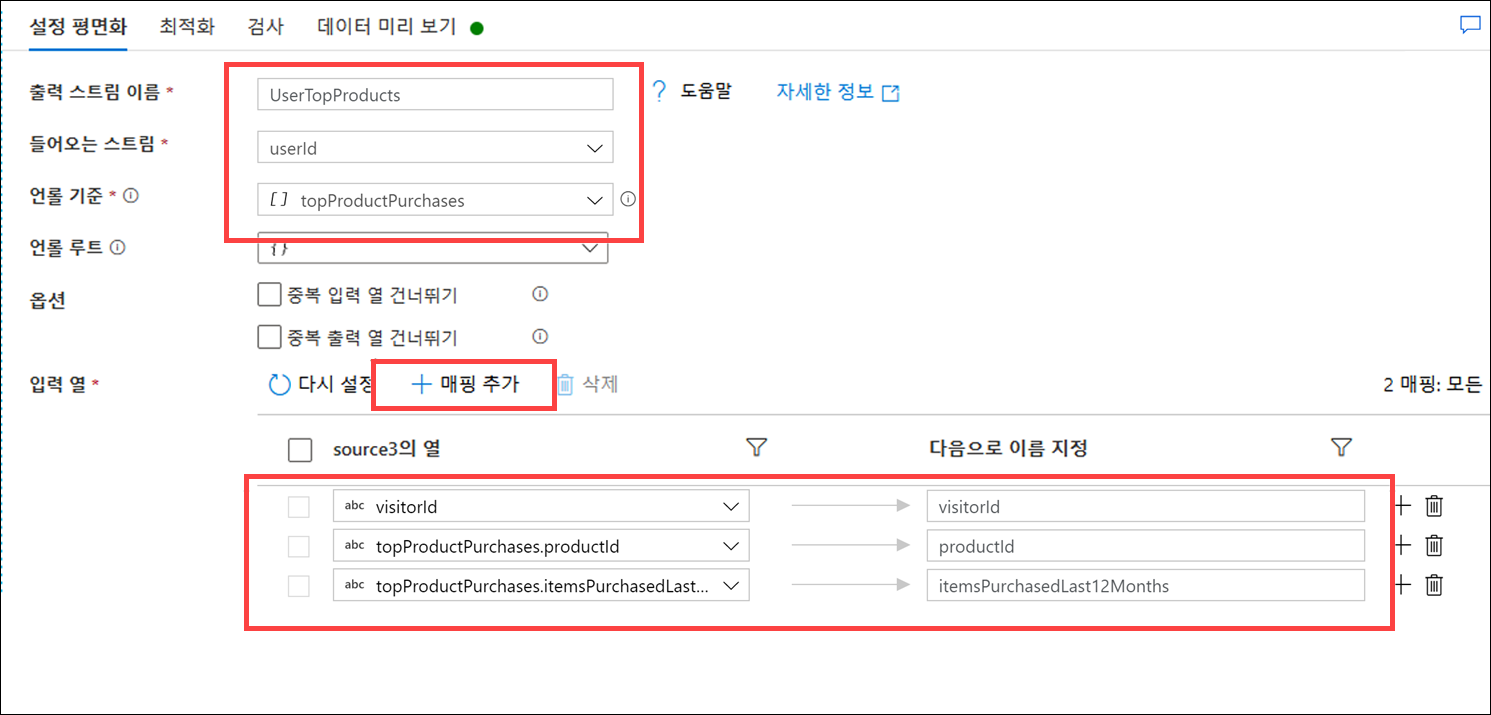 설정 평면화 최적화 검사 데이터 미리 보기
출력 스트림 이름 * UserTopProducts ? 도움말 자세한 정보
들어오는 스트림 * userId
언롤 기준 * [ ] topProductPurchases
언롤 루트 { }
옵션 중복 입력 열 건너뛰기
중복 출력 열 건너뛰기
입력 열 * 다시 설정 + 매핑 추가 삭제 2 매핑: 모든
source3의 열 다음으로 이름 지정
abc visitorId visitorId
abc topProductPurchases.productId productId
abc topProductPurchases.itemsPurchasedLast... itemsPurchasedLast12Months